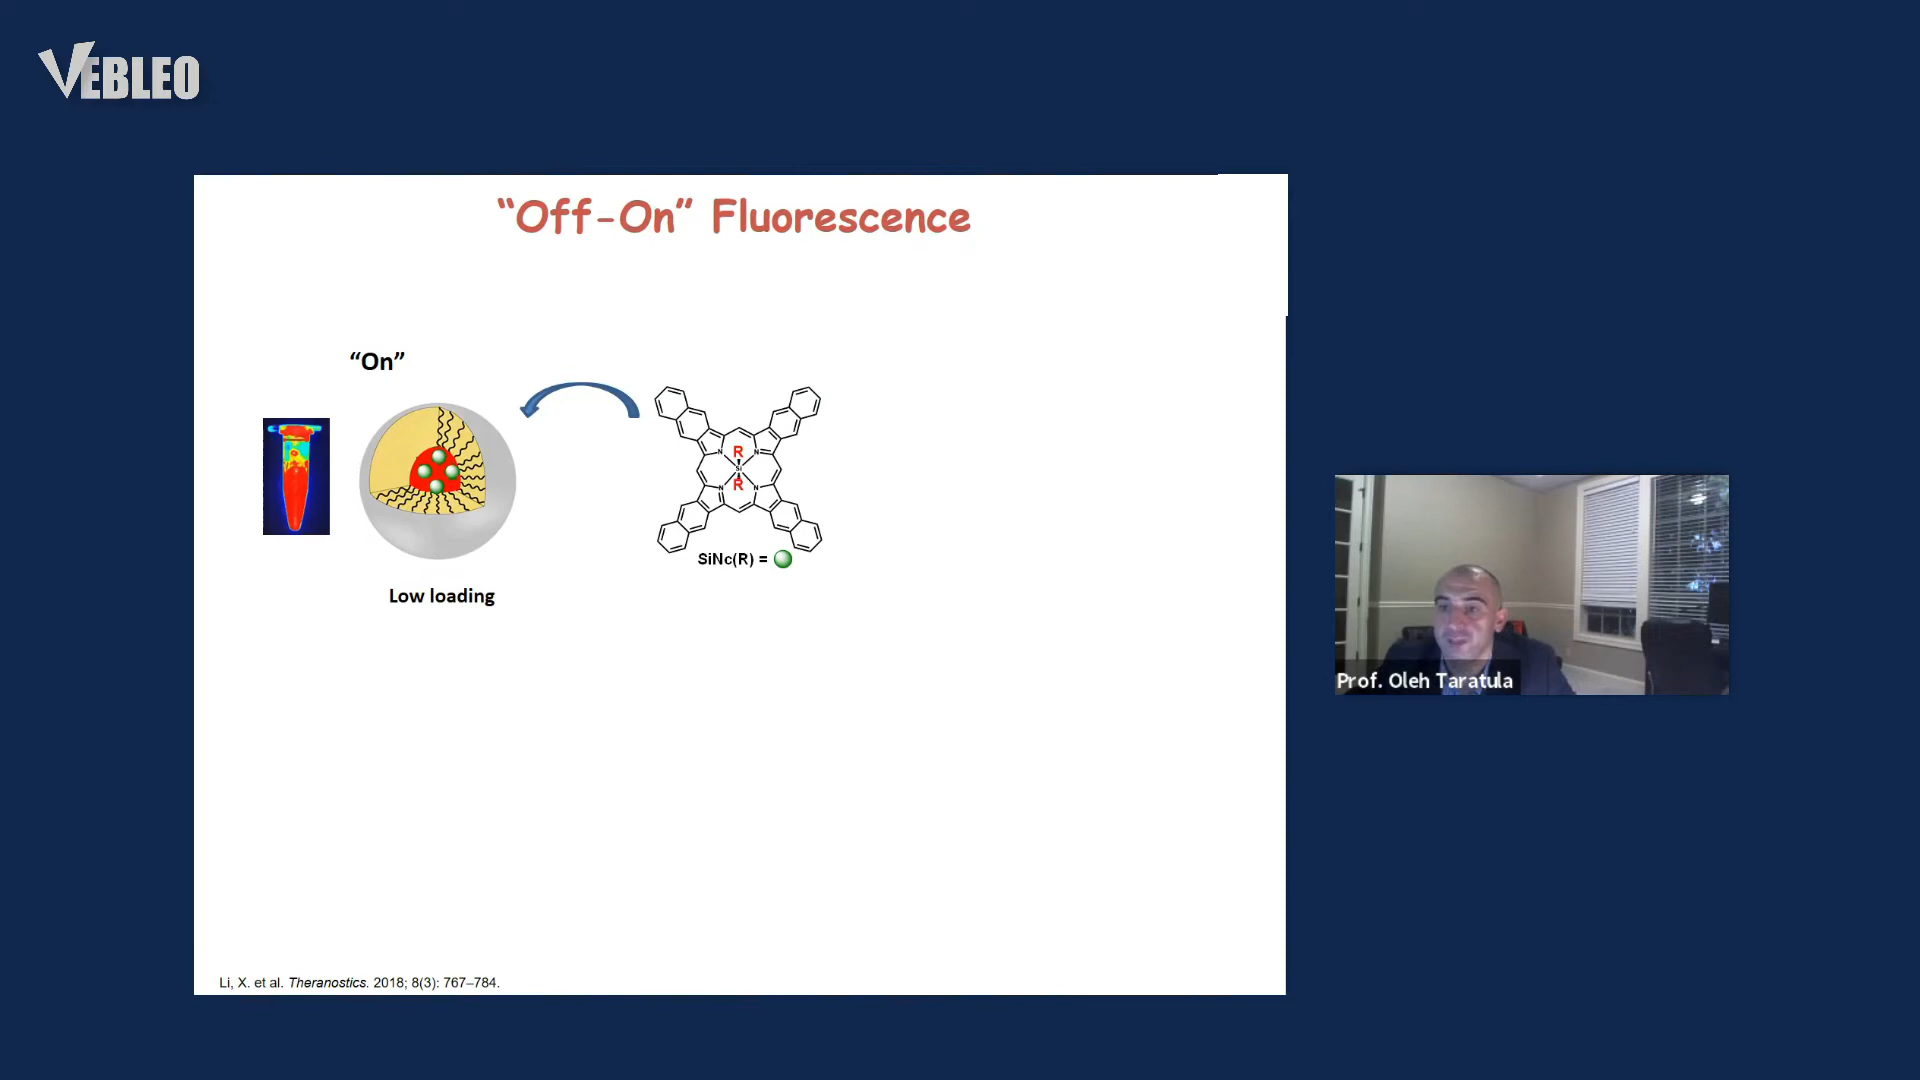 VEBLEO
“Off-On” Fluorescence
“On”
R
N
N
Si
N
N
R
SiNc(R) =
Low loading
Prof. Oleh Taratula
Li, X. et al. Theranostics. 2018; 8(3): 767–784.